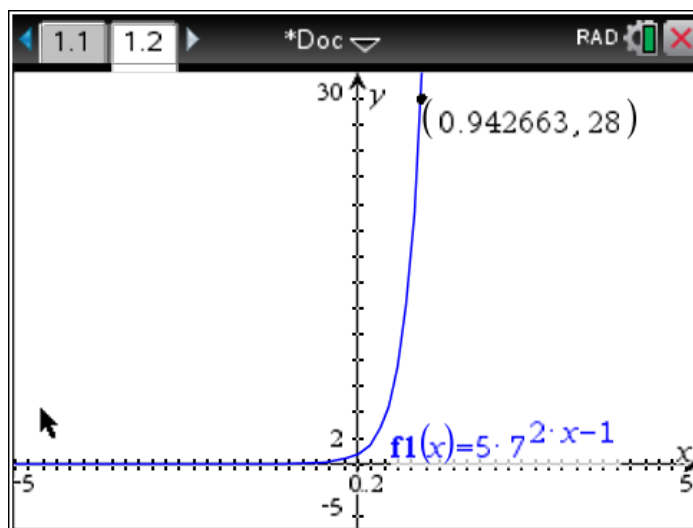 1.1 1.2 *Doc RAD
30 y
(0.942663, 28)
2
f1(x)=5·7^{2·x−1}
x
-5 0.2 5
-5